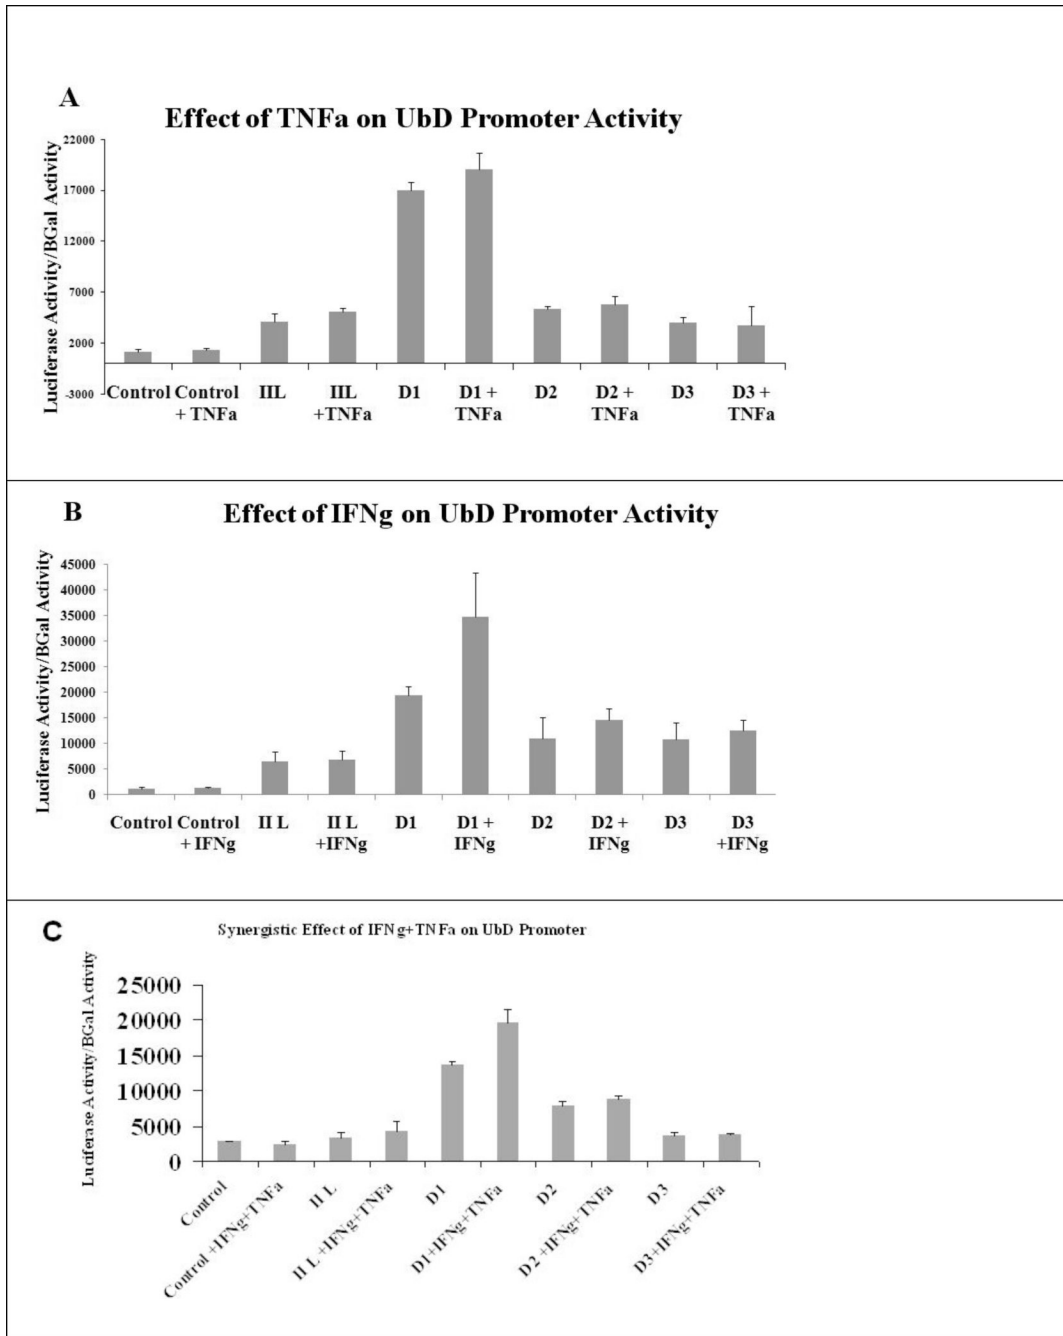 A
Effect of TNFa on UbD Promoter Activity
Luciferase Activity/BGal Activity
22000
17000
12000
7000
2000
-3000
Control Control IIL IIL D1 D1 + D2 D2 + D3 D3 +
+ TNFa +TNFa TNFa TNFa TNFa
B
Effect of IFNg on UbD Promoter Activity
Luciferase Activity/BGal Activity
45000
40000
35000
30000
25000
20000
15000
10000
5000
0
Control Control II L II L D1 D1 + D2 D2 + D3 D3
+ IFNg +IFNg IFNg IFNg +IFNg
C
Synergistic Effect of IFNg+TNFa on UbD Promoter
Luciferase Activity/BGal Activity
25000
20000
15000
10000
5000
0
Control
Control +IFNg+TNFa
II L
II L +IFNg+TNFa
D1
D1+IFNg+TNFa
D2
D2 +IFNg+TNFa
D3
D3+IFNg+TNFa